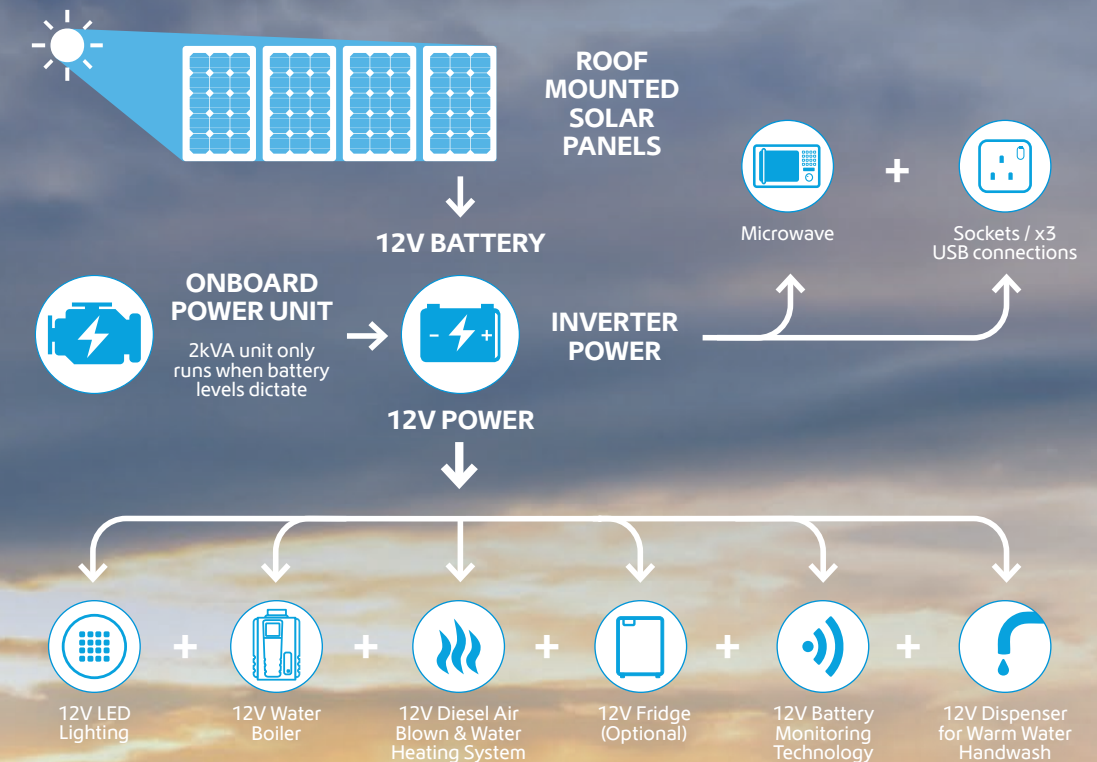 ROOF
MOUNTED
SOLAR
PANELS
12V BATTERY
ONBOARD
POWER UNIT
2kVA unit only
runs when battery
levels dictate
INVERTER
POWER
Microwave
Sockets / x3
USB connections
12V POWER
12V LED
Lighting
12V Water
Boiler
12V Diesel Air
Blown & Water
Heating System
12V Fridge
(Optional)
12V Battery
Monitoring
Technology
12V Dispenser
for Warm Water
Handwash